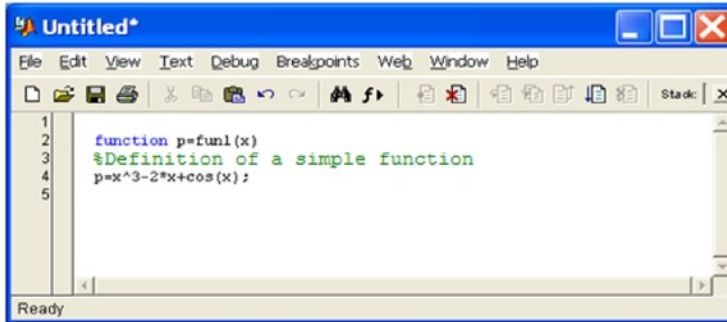 Untitled*
File Edit View Text Debug Breakpoints Web Window Help
Stack:
1
2 function p=fun1(x)
3 %Definition of a simple function
4 p=x^3-2*x+cos(x);
5
Ready